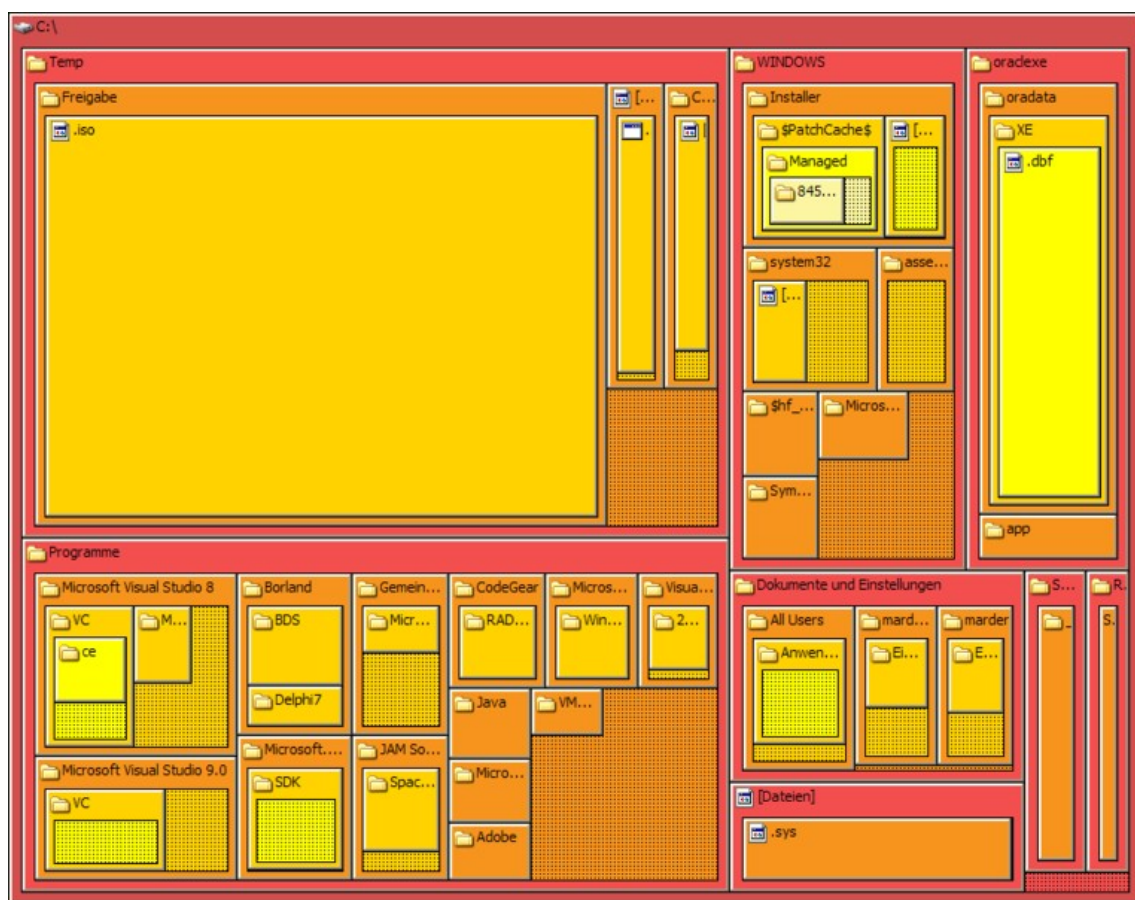 C:\
Temp
Freigabe
.iso
[...
.
C...
[
WINDOWS
Installer
$PatchCache$
Managed
845...
[...
system32
[...
asse...
$hf_...
Micros...
Sym...
oraclexe
oradata
XE
.dbf
app
Programme
Microsoft Visual Studio 8
VC
ce
M...
Microsoft Visual Studio 9.0
VC
Borland
BDS
Delphi7
Microsoft....
SDK
Gemein...
Micr...
JAM So...
Spac...
CodeGear
RAD...
Java
Micro...
Adobe
Micros...
Win...
VM...
Visua...
2...
Dokumente und Einstellungen
All Users
Anwen...
mard...
Ei...
marder
E...
[Dateien]
.sys
S...
_
R.
S.